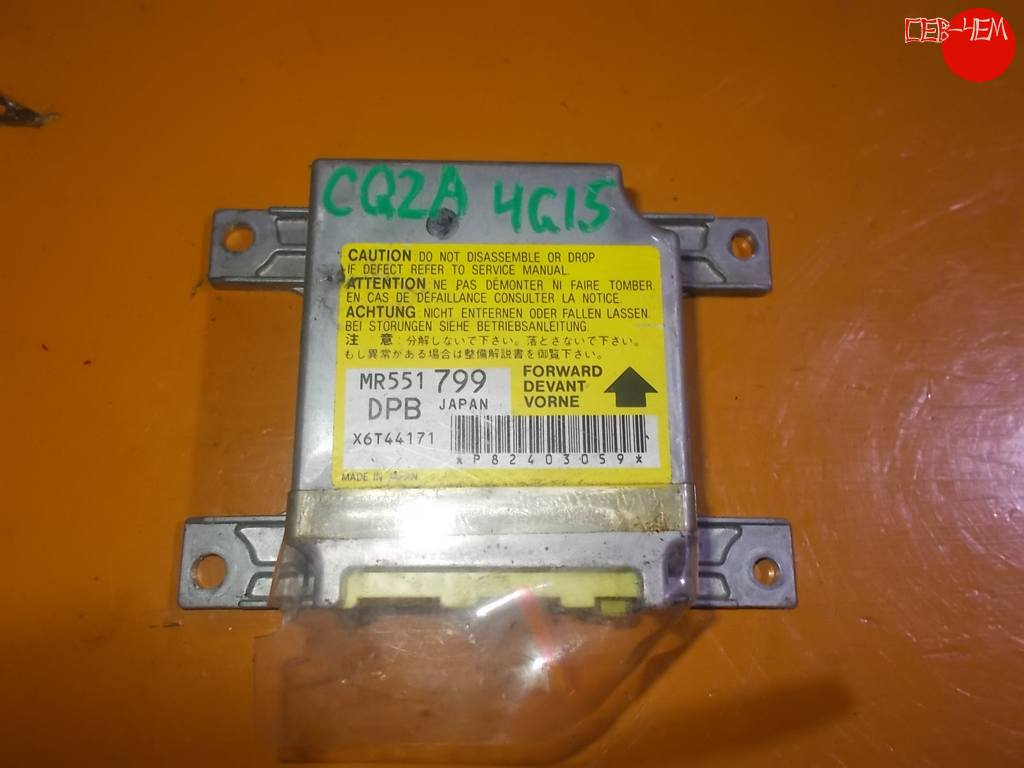 СЕВ-ЧЕМ
CQ2A 4G15
CAUTION DO NOT DISASSEMBLE OR DROP.
IF DEFECT REFER TO SERVICE MANUAL.
ATTENTION NE PAS DÉMONTER NI FAIRE TOMBER
EN CAS DE DÉFAILLANCE CONSULTER LA NOTICE.
ACHTUNG NICHT ENTFERNEN ODER FALLEN LASSEN
BEI STÖRUNGEN SIEHE BETRIEBSANLEITUNG.
注 意:分解しないで下さい。落とさないで下さい。
もし異常がある場合は整備解説書を御覧下さい。
MR551 799
DPB JAPAN
FORWARD
DEVANT
VORNE
X6T44171
*P82403059*
MADE IN JAPAN